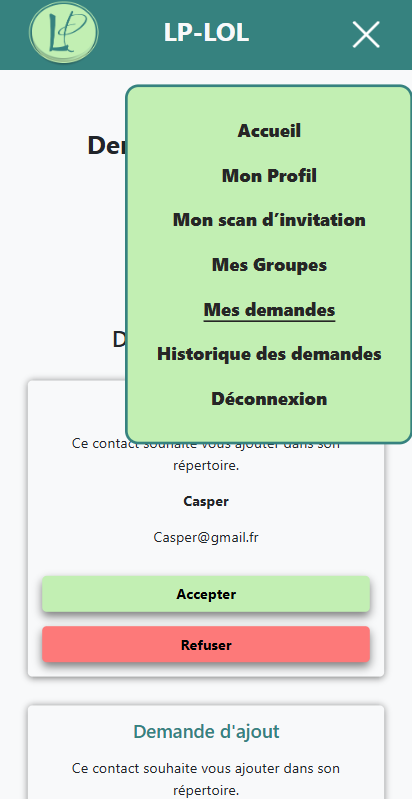 LP
LP-LOL
Accueil
Mon Profil
Mon scan d’invitation
Mes Groupes
Mes demandes
Historique des demandes
Déconnexion
Ce contact souhaite vous ajouter dans son
répertoire.
Casper
Casper@gmail.fr
Accepter
Refuser
Demande d'ajout
Ce contact souhaite vous ajouter dans son
répertoire.